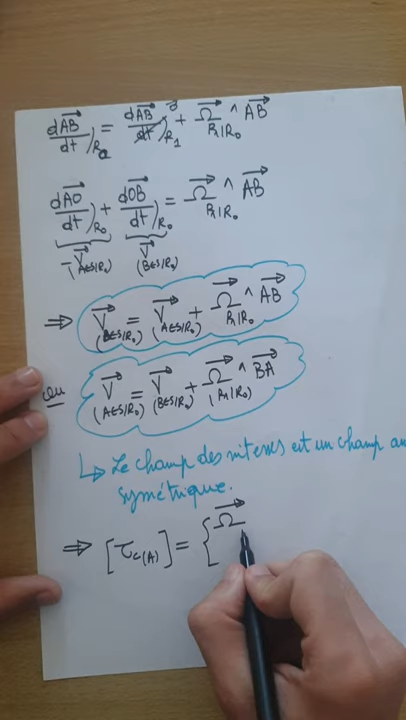 dAB/dt)R₀ = dAB/dt)R₁ + Ω R₁|R₀ ∧ AB
dAO/dt)R₀ + dOB/dt)R₀ = Ω R₁|R₀ ∧ AB
-V(A∈S|R₀) V(B∈S|R₀)
⟹ V(B∈S|R₀) = V(A∈S|R₀) + Ω R₁|R₀ ∧ AB
ou V(A∈S|R₀) = V(B∈S|R₀) + Ω(R₁|R₀) ∧ BA
↳ Le champ des vitesses est un champ
symétrique.
⟹ [τc(A)] = { Ω